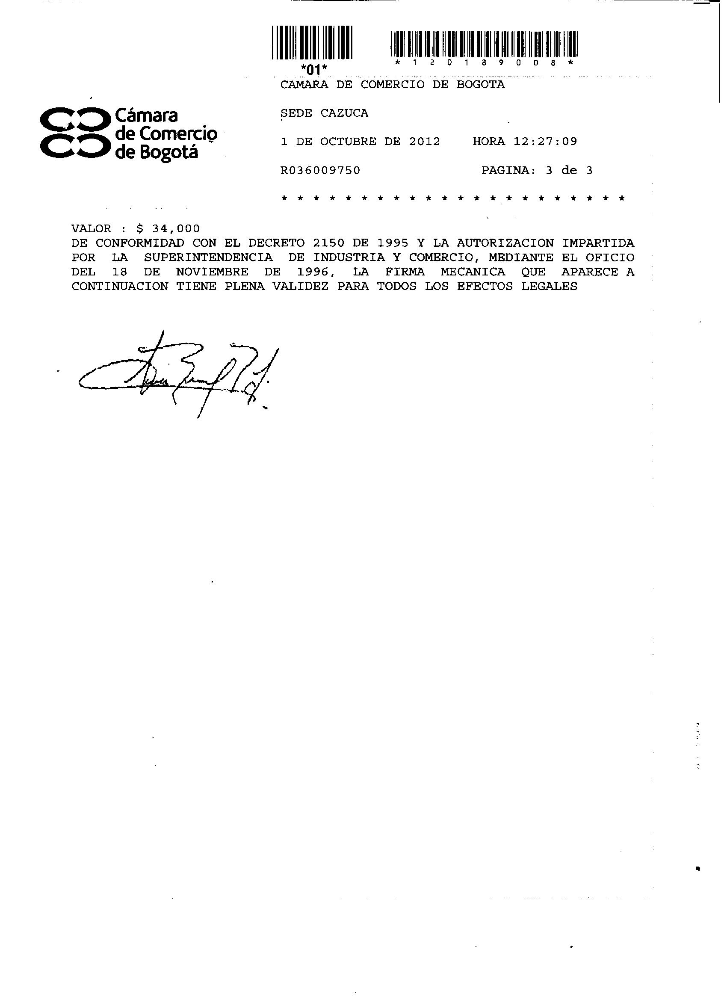 *01*
* 1 2 0 1 8 9 0 0 8 *
CAMARA DE COMERCIO DE BOGOTA
Cámara
de Comercio
de Bogotá
SEDE CAZUCA
1 DE OCTUBRE DE 2012 HORA 12:27:09
R036009750 PAGINA: 3 de 3
* * * * * * * * * * * * * * * * * * * * * *
VALOR : $ 34,000
DE CONFORMIDAD CON EL DECRETO 2150 DE 1995 Y LA AUTORIZACION IMPARTIDA
POR LA SUPERINTENDENCIA DE INDUSTRIA Y COMERCIO, MEDIANTE EL OFICIO
DEL 18 DE NOVIEMBRE DE 1996, LA FIRMA MECANICA QUE APARECE A
CONTINUACION TIENE PLENA VALIDEZ PARA TODOS LOS EFECTOS LEGALES